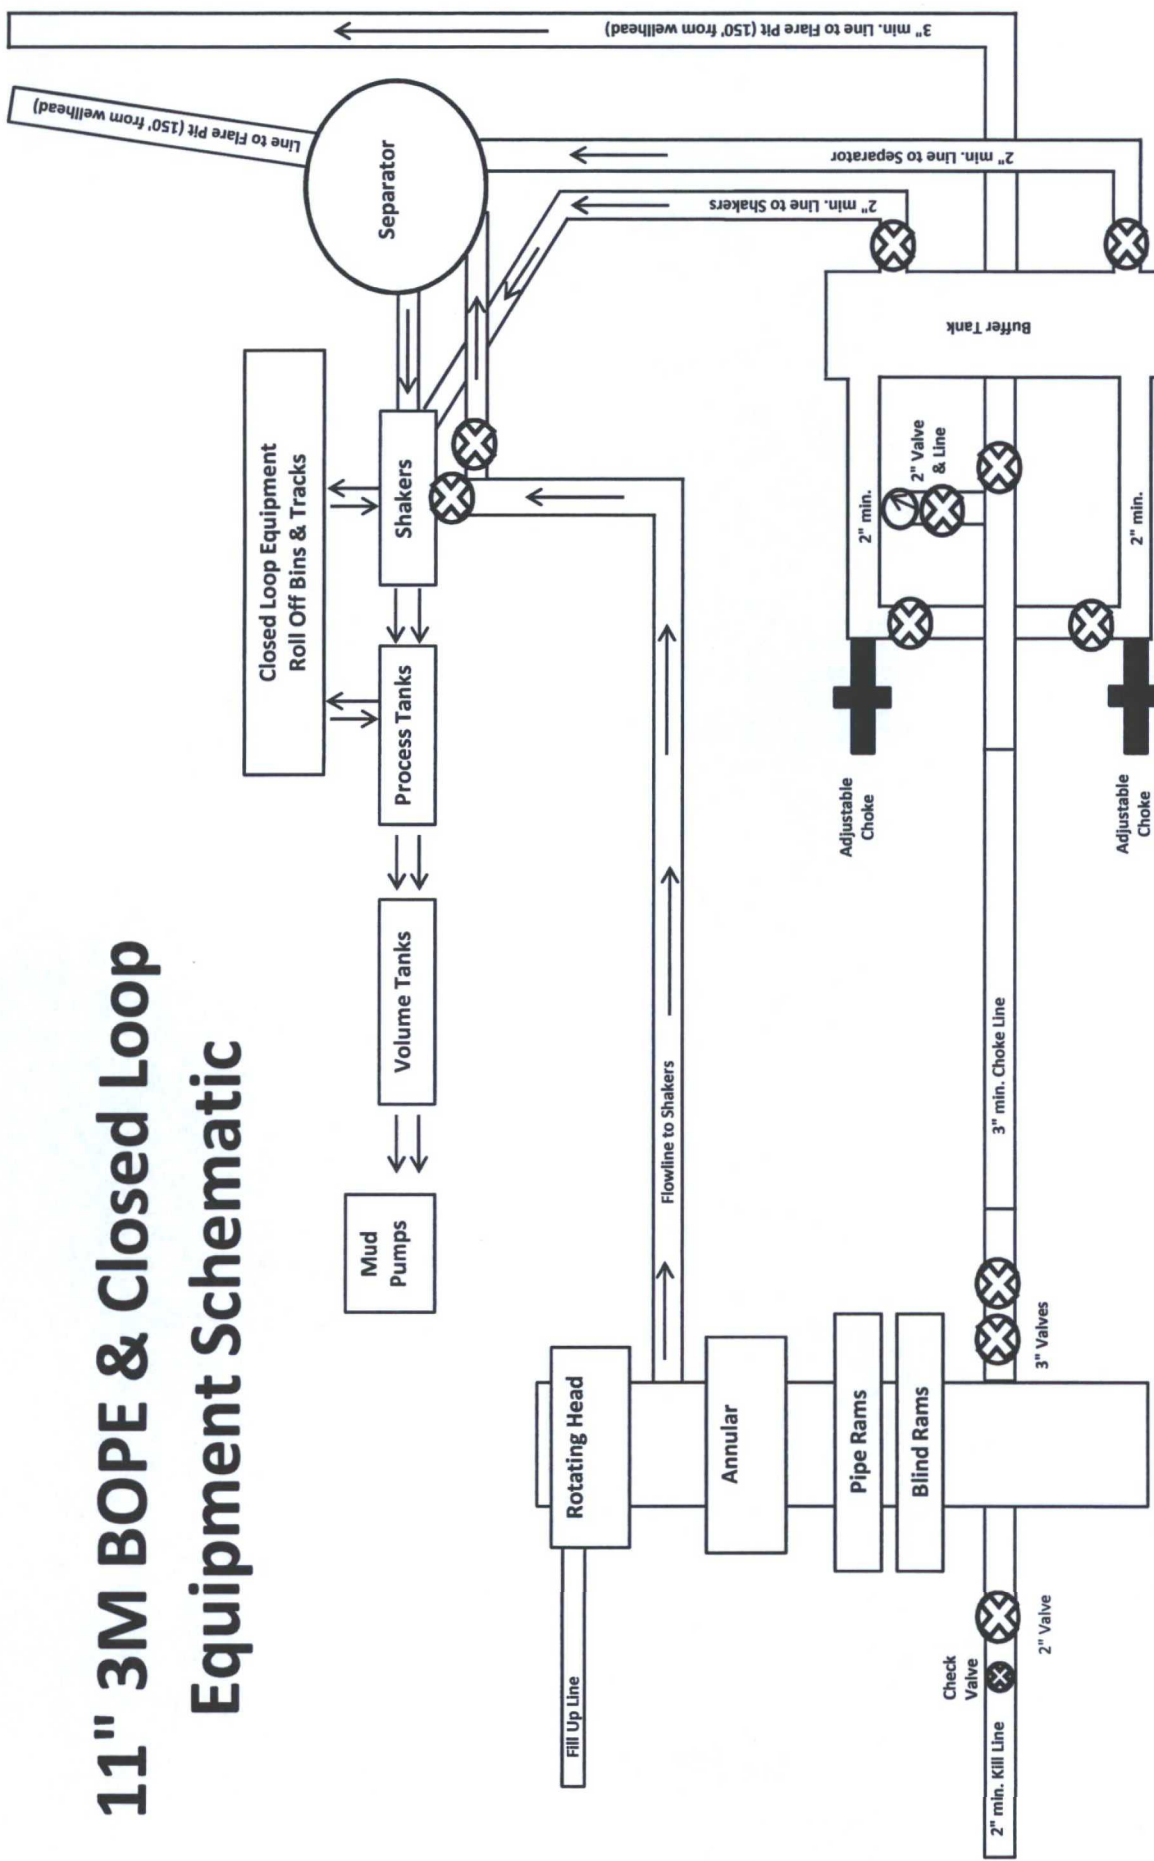 11" 3M BOPE & Closed Loop
Equipment Schematic
Closed Loop Equipment
Roll Off Bins & Tracks
Line to Flare Pit (150' from wellhead)
3" min. Line to Flare Pit (150' from wellhead)
Mud
Pumps
Volume Tanks
Process Tanks
Shakers
Separator
2" min. Line to Shakers
2" min. Line to Separator
Fill Up Line
Rotating Head
Flowline to Shakers
Annular
Pipe Rams
Blind Rams
Adjustable
Choke
2" min.
2" Valve
& Line
Buffer Tank
Check
Valve
2" min. Kill Line
2" Valve
3" Valves
3" min. Choke Line
Adjustable
Choke
2" min.